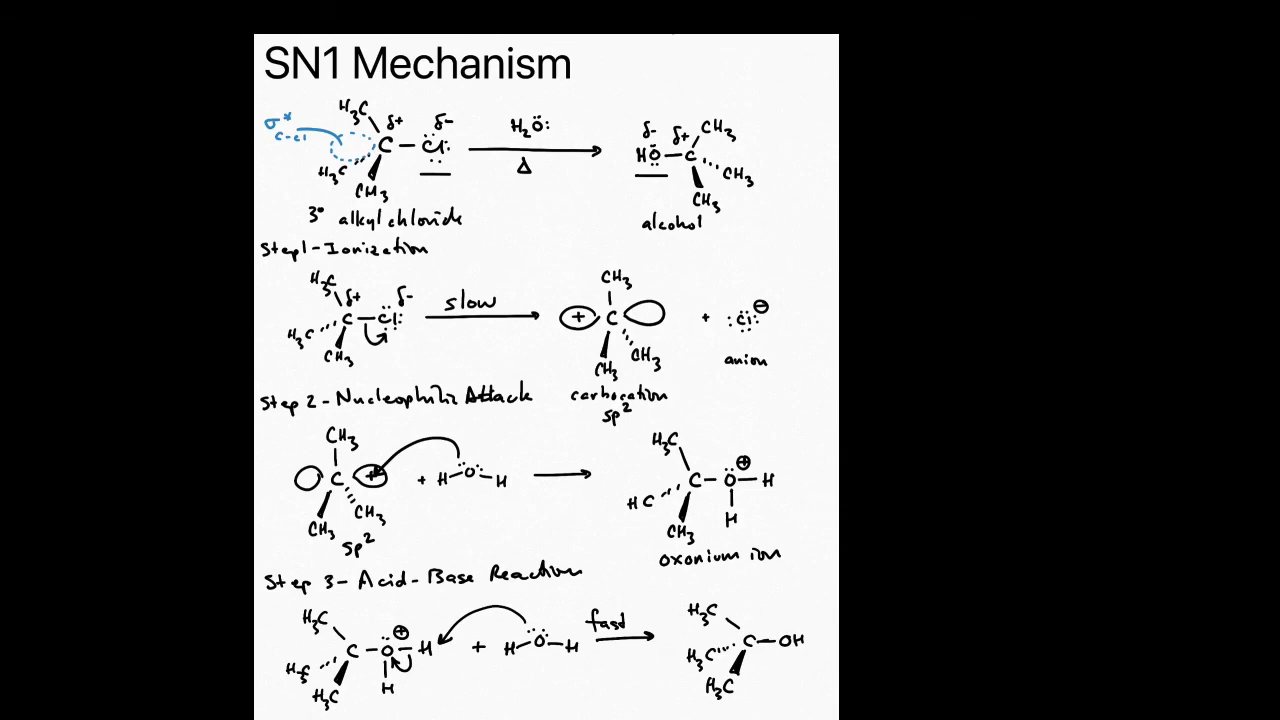 SN1 Mechanism
H₃C δ+ δ-
σ* C-Cl C Cl H₂O: δ- δ+ CH₃
HO C
H₃C Δ CH₃
CH₃ CH₃
3° alkyl chloride alcohol
Step 1 - Ionization
H₃C CH₃
δ+ δ- slow
C Cl + C + Cl ⊖
H₃C
CH₃ CH₃ CH₃ anion
Step 2 - Nucleophilic Attack carbocation
sp²
CH₃ H₃C
⊕
C + + H O H C O H
H C
CH₃ CH₃ H
CH₃
sp² oxonium ion
Step 3 - Acid - Base Reaction
H₃C fast H₃C
⊕
C O H + H O H C OH
H₃C H₃C
H₃C H H₃C